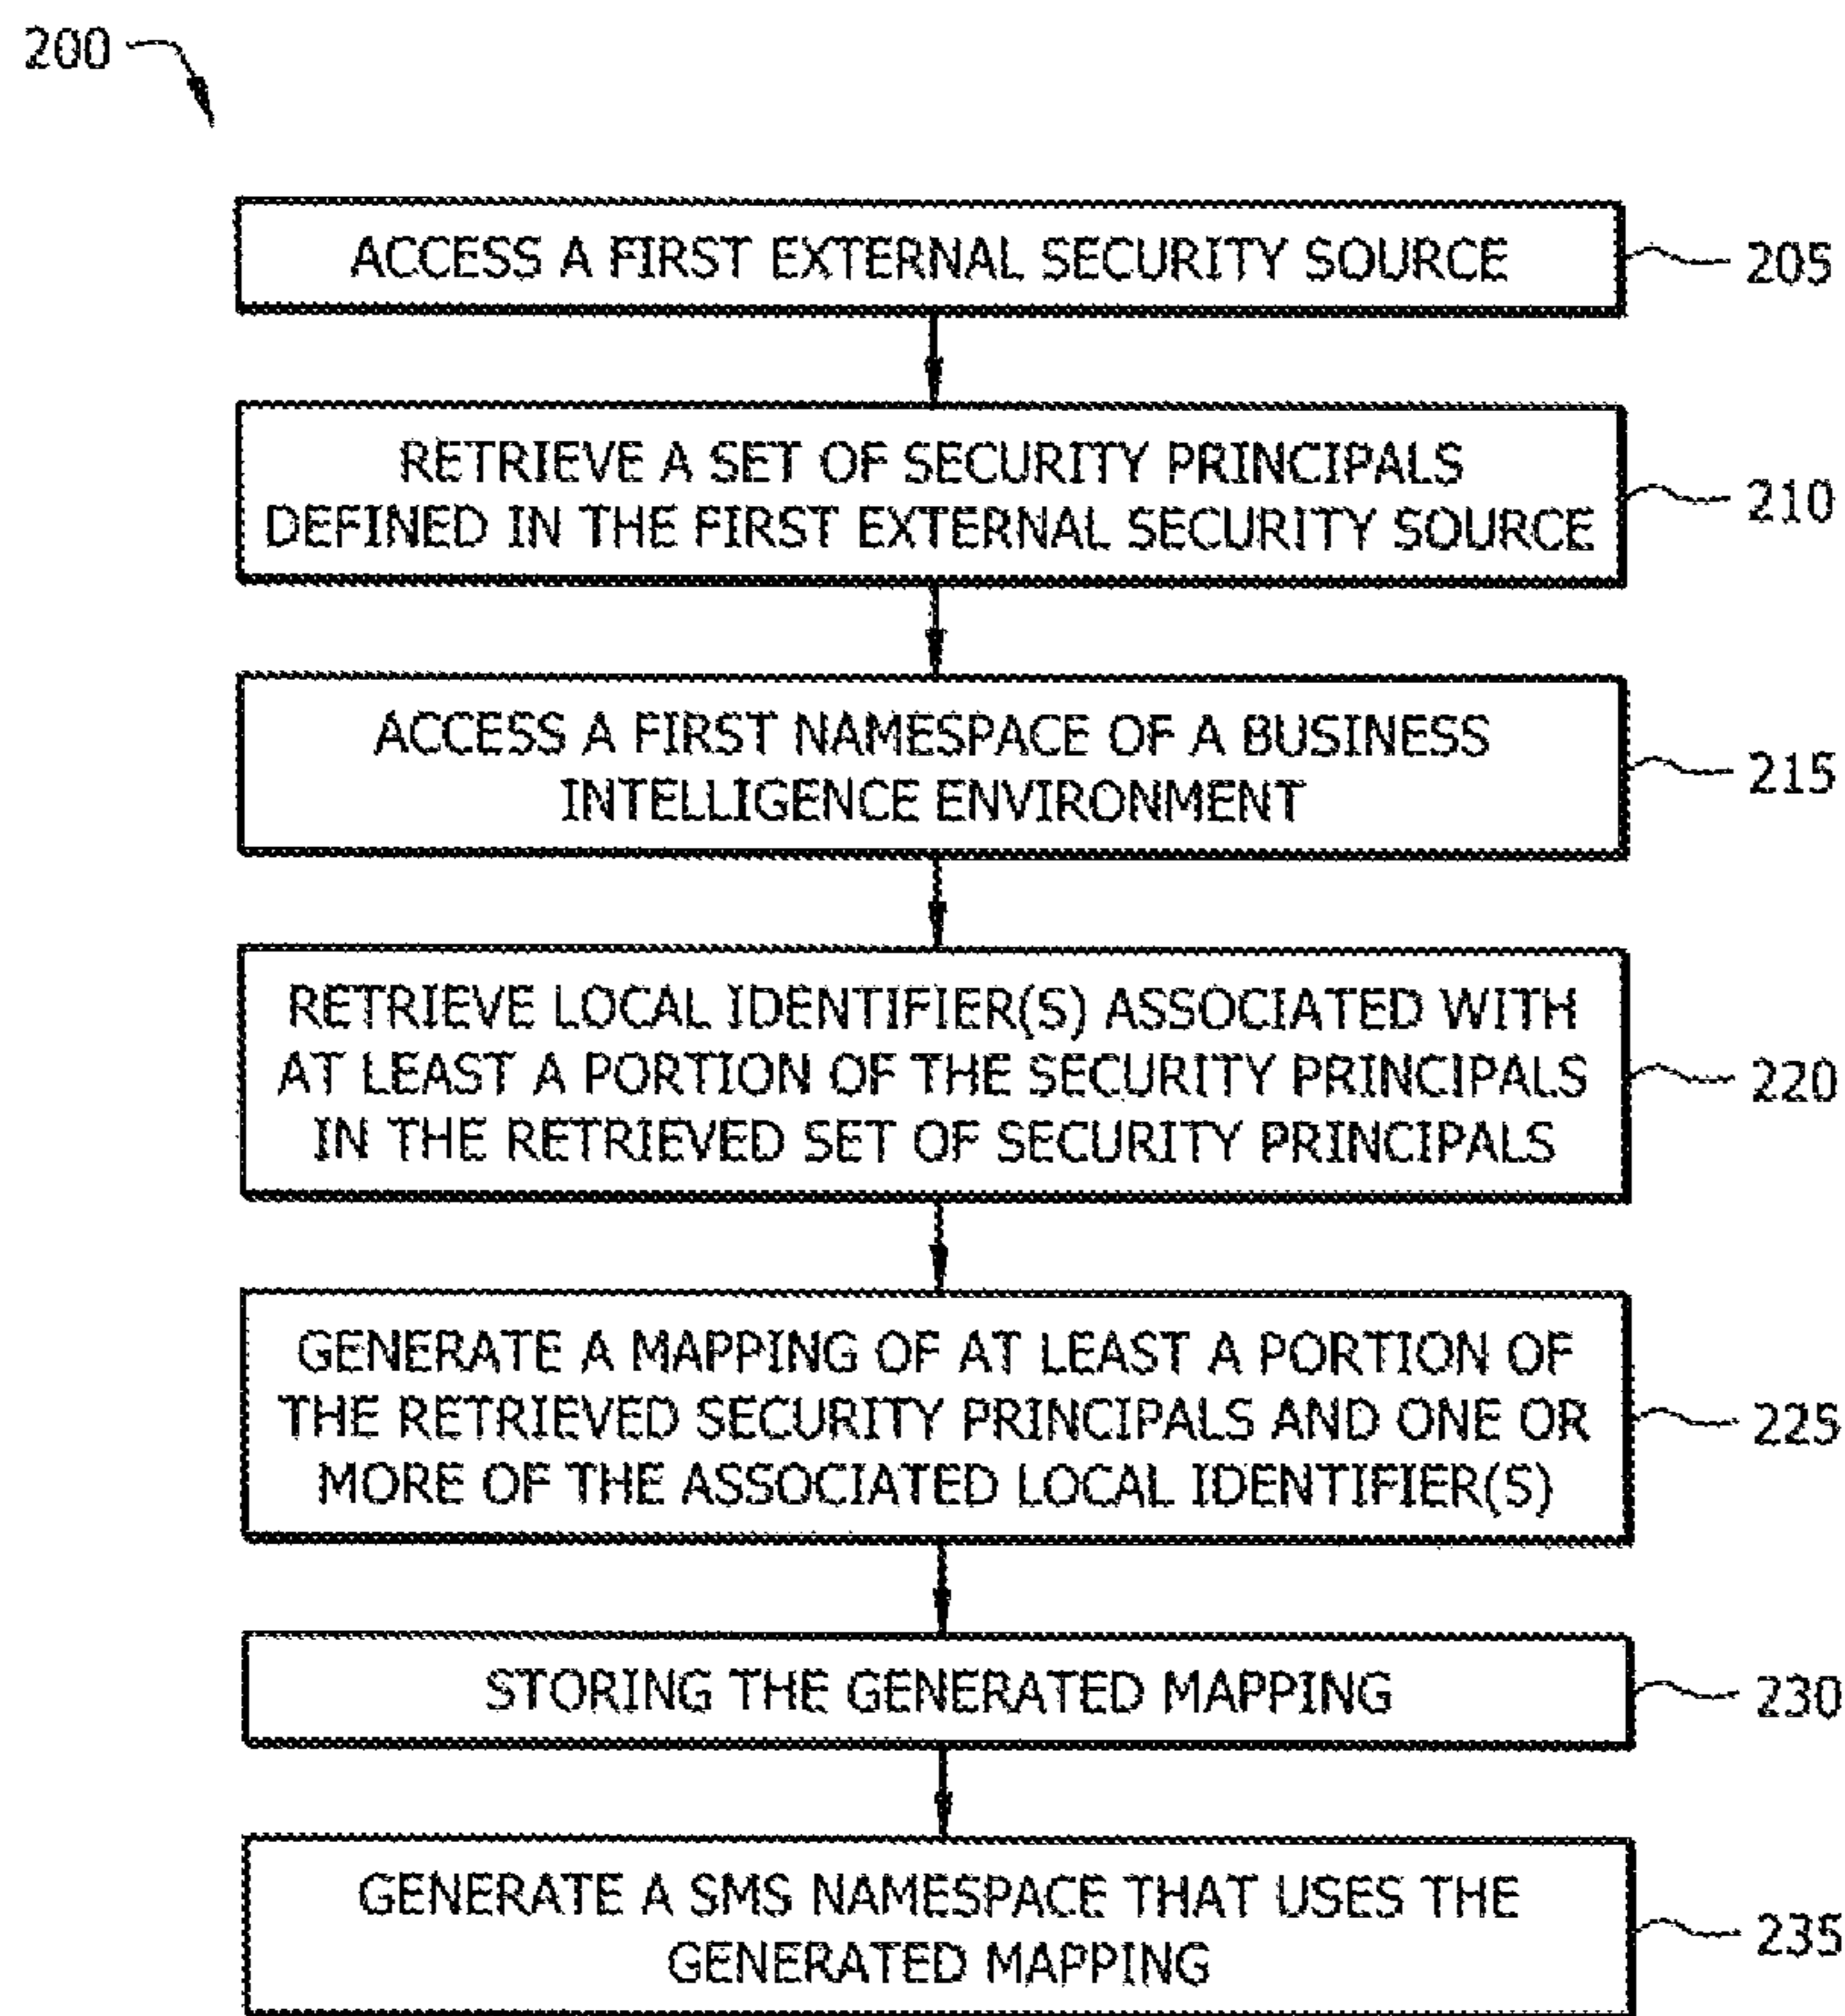 200
ACCESS A FIRST EXTERNAL SECURITY SOURCE
205
RETRIEVE A SET OF SECURITY PRINCIPALS
DEFINED IN THE FIRST EXTERNAL SECURITY SOURCE
210
ACCESS A FIRST NAMESPACE OF A BUSINESS
INTELLIGENCE ENVIRONMENT
215
RETRIEVE LOCAL IDENTIFIER(S) ASSOCIATED WITH
AT LEAST A PORTION OF THE SECURITY PRINCIPALS
IN THE RETRIEVED SET OF SECURITY PRINCIPALS
220
GENERATE A MAPPING OF AT LEAST A PORTION OF
THE RETRIEVED SECURITY PRINCIPALS AND ONE OR
MORE OF THE ASSOCIATED LOCAL IDENTIFIER(S)
225
STORING THE GENERATED MAPPING
230
GENERATE A SMS NAMESPACE THAT USES THE
GENERATED MAPPING
235